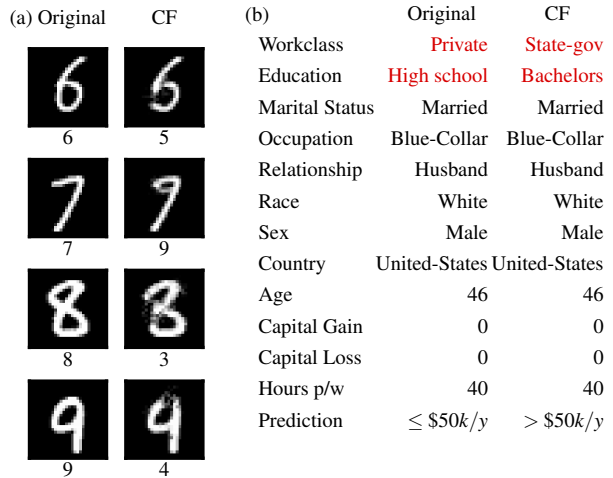 (a) Original CF
6 5
7 9
8 3
9 4
(b) Original CF
Workclass Private State-gov
Education High school Bachelors
Marital Status Married Married
Occupation Blue-Collar Blue-Collar
Relationship Husband Husband
Race White White
Sex Male Male
Country United-States United-States
Age 46 46
Capital Gain 0 0
Capital Loss 0 0
Hours p/w 40 40
Prediction ≤ $50k/y > $50k/y